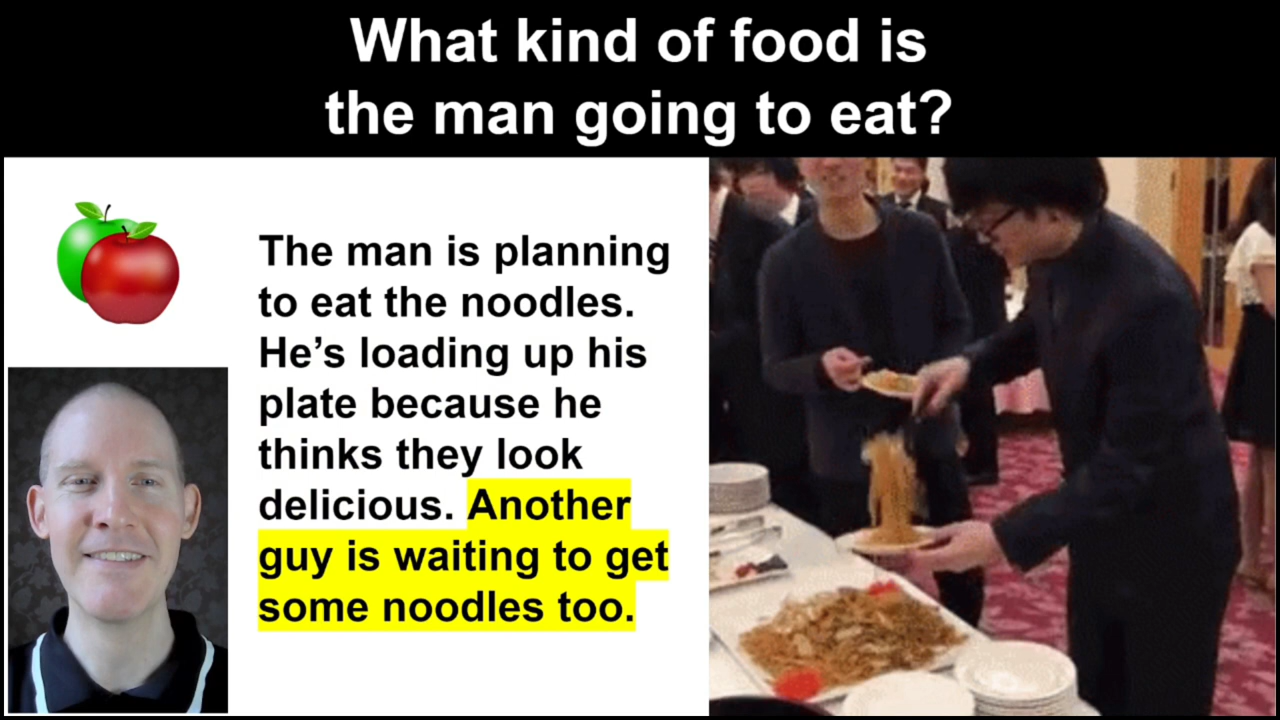 What kind of food is
the man going to eat?
The man is planning
to eat the noodles.
He’s loading up his
plate because he
thinks they look
delicious. Another
guy is waiting to get
some noodles too.